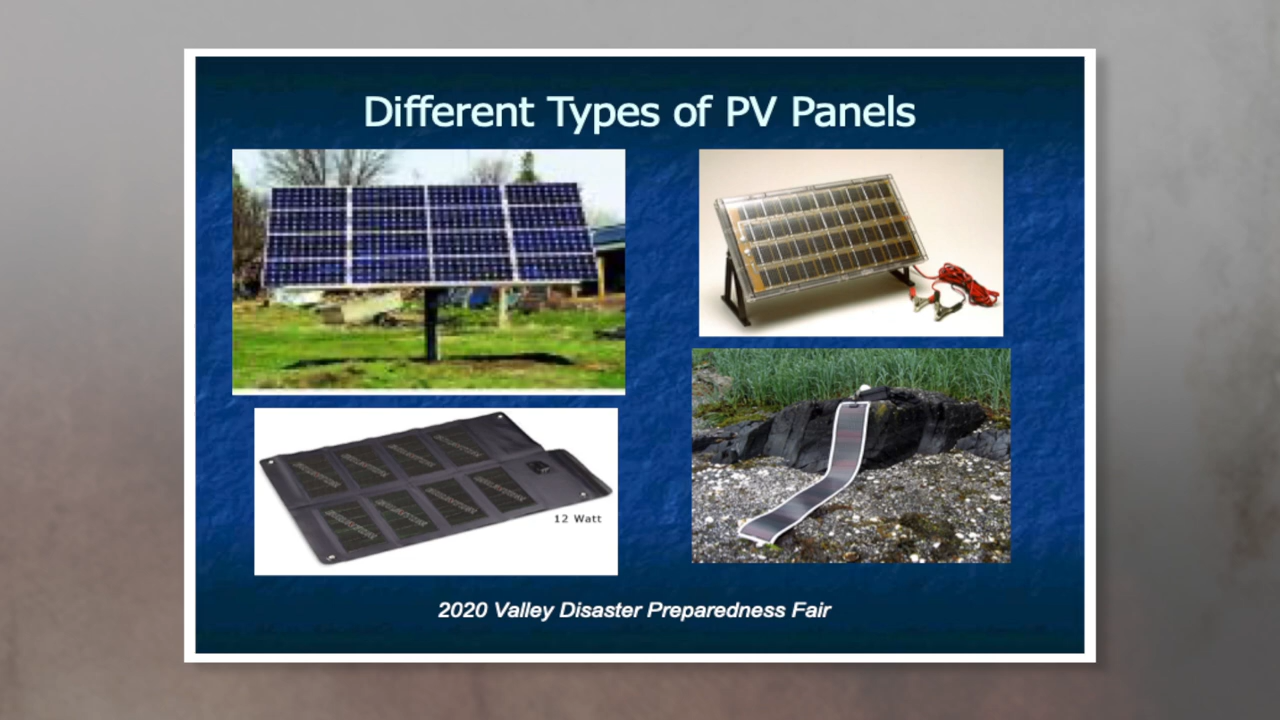 Different Types of PV Panels
12 Watt
2020 Valley Disaster Preparedness Fair